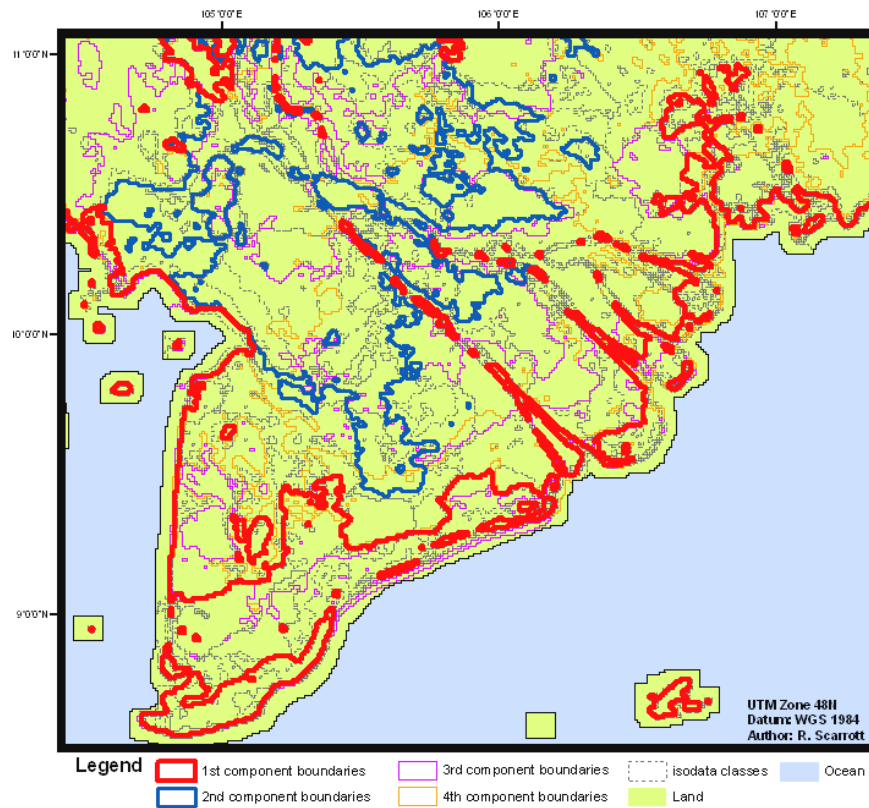 105°0'0"E 106°0'0"E 107°0'0"E
11°0'0"N
10°0'0"N
9°0'0"N
UTM Zone 48N
Datum: WGS 1984
Author: R. Scarrott
Legend
1st component boundaries 3rd component boundaries isodata classes Ocean
2nd component boundaries 4th component boundaries Land